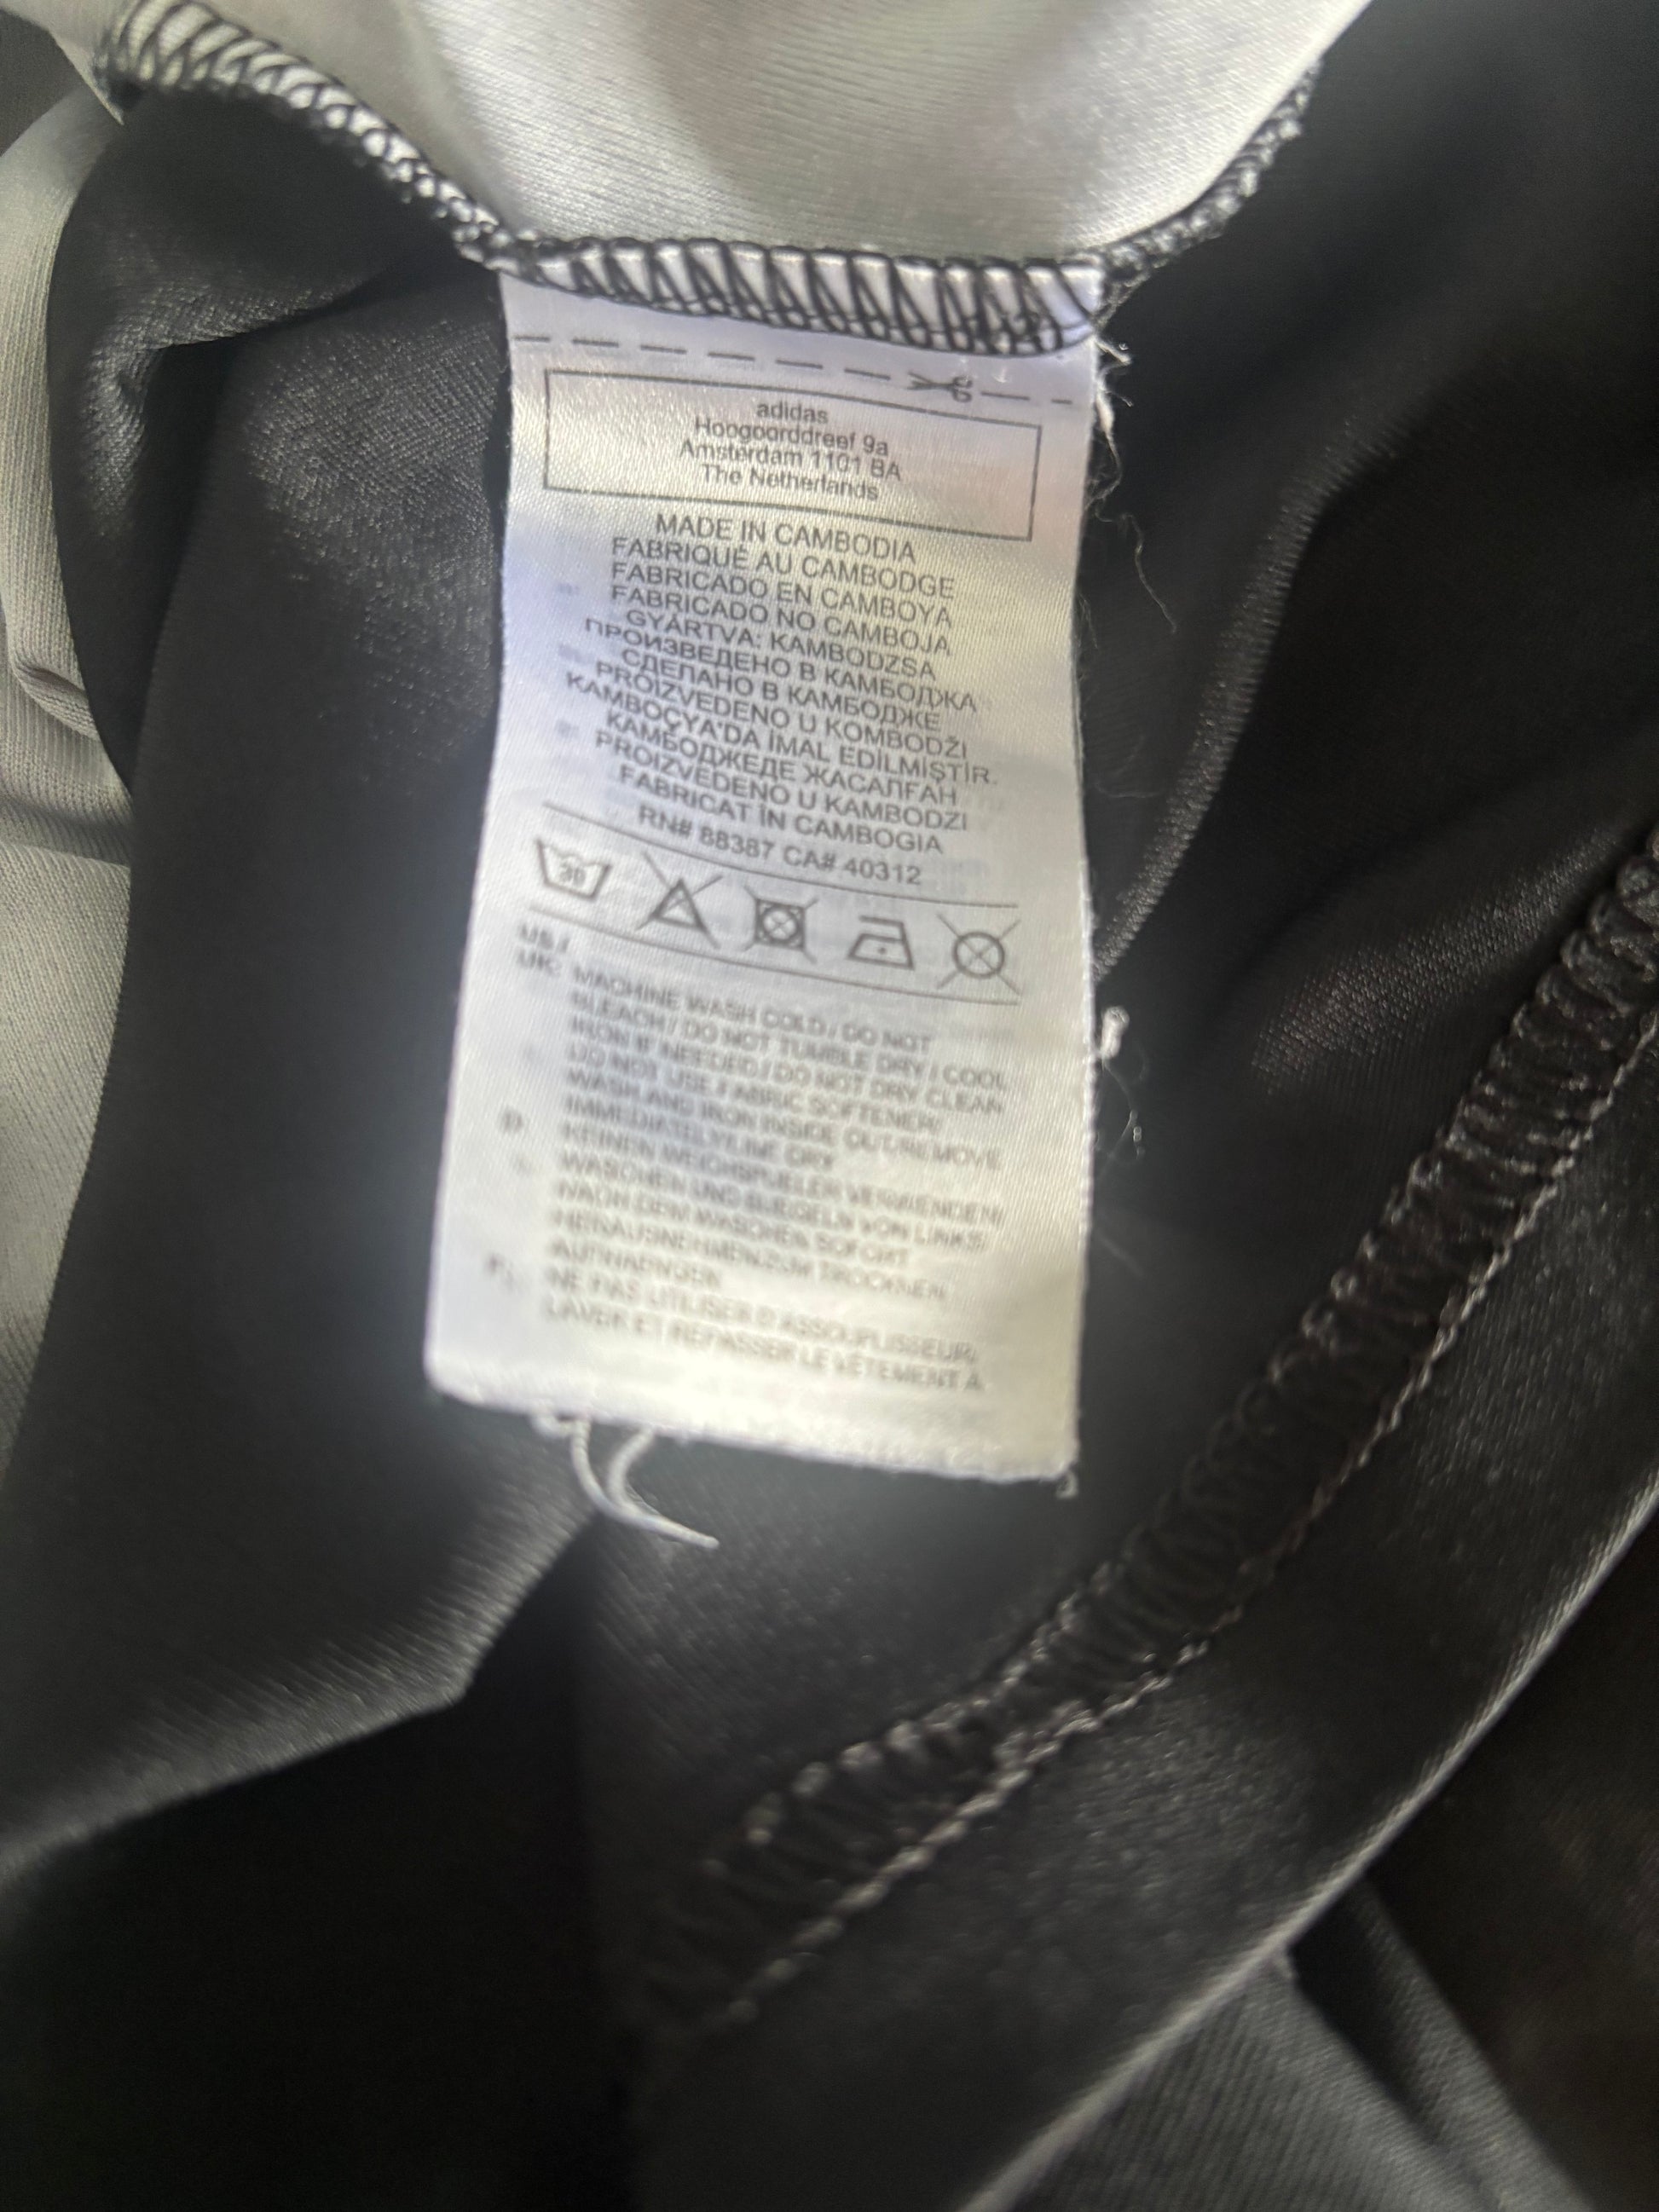 adidas
Hoogoorddreef 9a
Amsterdam 1101 BA
The Netherlands
MADE IN CAMBODIA
FABRIQUÉ AU CAMBODGE
FABRICADO EN CAMBOYA
FABRICADO NO CAMBOJA
GYÁRTVA: KAMBODZSA
ПРОИЗВЕДЕНО В КАМБОДЖА
СДЕЛАНО В КАМБОДЖЕ
PROIZVEDENO U KOMBODŽI
KAMBOÇYA'DA İMAL EDİLMİŞTİR.
КАМБОДЖЕДЕ ЖАСАЛҒАН
PROIZVEDENO U KAMBODZI
FABRICAT ÎN CAMBOGIA
RN# 88387 CA# 40312
30
US /
UK: MACHINE WASH COLD / DO NOT
BLEACH / DO NOT TUMBLE DRY / COOL
IRON IF NEEDED / DO NOT DRY CLEAN
DO NOT USE FABRIC SOFTENER/
WASH AND IRON INSIDE OUT/REMOVE
IMMEDIATELY/LINE DRY
D: KEINEN WEICHSPUELER VERWENDEN/
WASCHEN UND BUEGELN VON LINKS/
NACH DEM WASCHEN SOFORT
HERAUSNEHMEN/ZUM TROCKNEN
AUFHAENGEN
F: NE PAS UTILISER D'ASSOUPLISSEUR/
LAVER ET REPASSER LE VÊTEMENT À